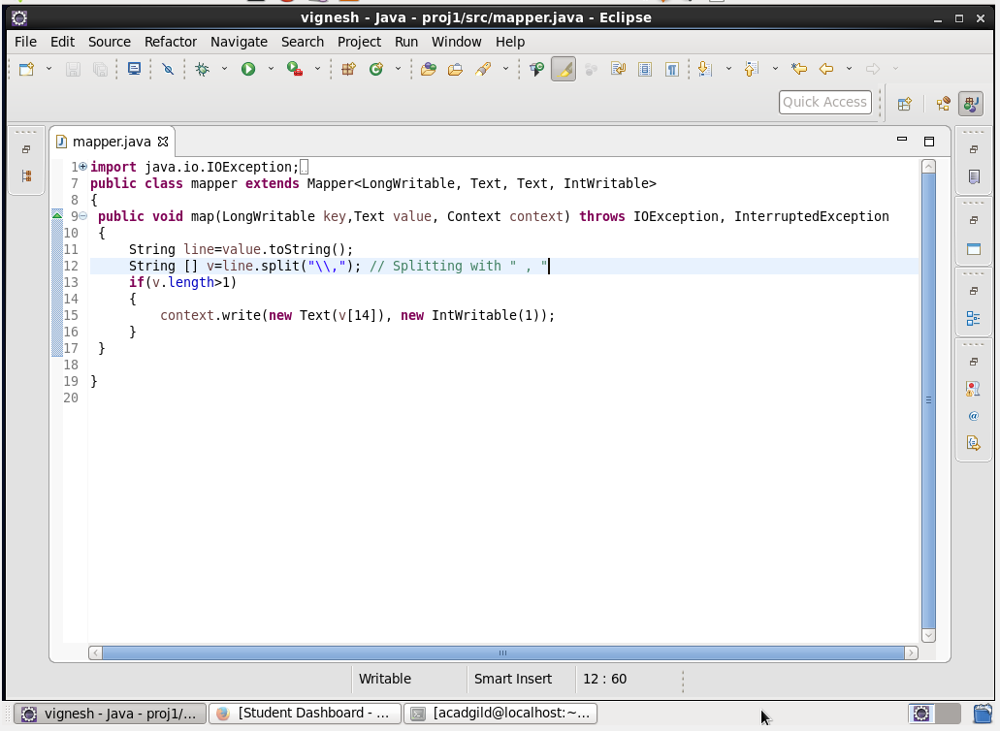 vignesh - Java - proj1/src/mapper.java - Eclipse
File Edit Source Refactor Navigate Search Project Run Window Help
Quick Access
mapper.java
1 import java.io.IOException;
7 public class mapper extends Mapper<LongWritable, Text, Text, IntWritable>
8 {
9 public void map(LongWritable key,Text value, Context context) throws IOException, InterruptedException
10 {
11 String line=value.toString();
12 String [] v=line.split("\\,"); // Splitting with " , "
13 if(v.length>1)
14 {
15 context.write(new Text(v[14]), new IntWritable(1));
16 }
17 }
18
19 }
20
Writable Smart Insert 12 : 60
vignesh - Java - proj1/... [Student Dashboard - ... [acadgild@localhost:~...